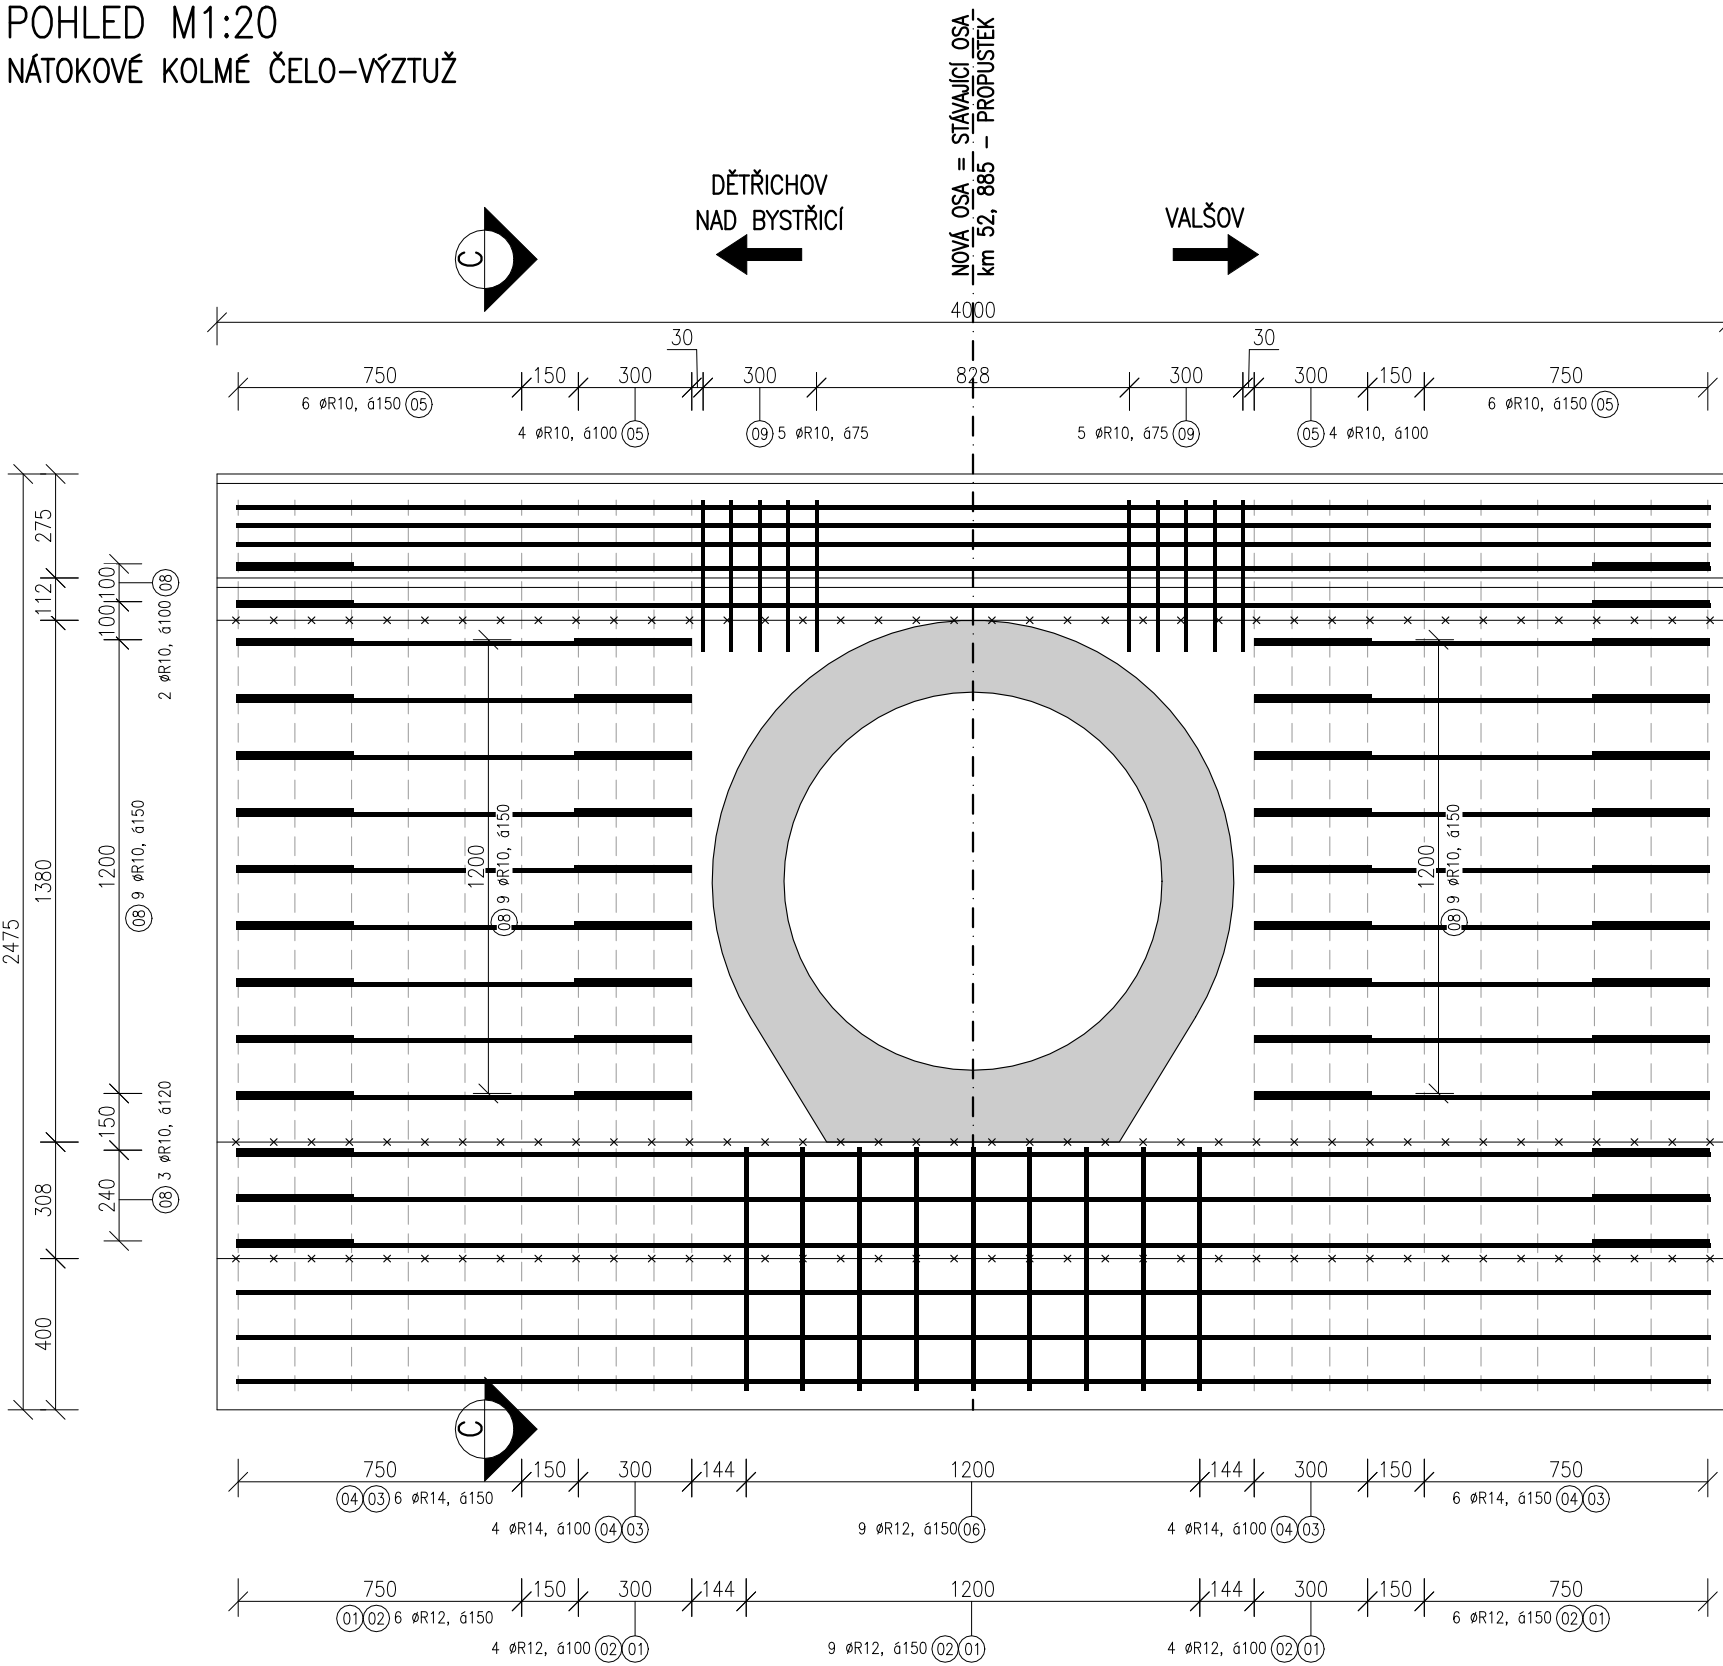 POHLED M1:20
NÁTOKOVÉ KOLMÉ ČELO-VÝZTUŽ
NOVÁ OSA = STÁVAJÍCÍ OSA
km 52, 885 - PROPUSTEK
DĚTŘICHOV
NAD BYSTŘICÍ
VALŠOV
C
4000
30
30
750
150
300
300
828
300
300
150
750
6 øR10, á150 05
6 øR10, á150 05
4 øR10, á100 05
09 5 øR10, á75
5 øR10, á75 09
05 4 øR10, á100
2475
275
112
1380
308
400
100
100
1200
150
240
2 øR10, á100 08
08 9 øR10, á150
08 3 øR10, á120
1200
08 9 øR10, á150
1200
08 9 øR10, á150
C
750
150
300
144
1200
144
300
150
750
04 03 6 øR14, á150
6 øR14, á150 04 03
4 øR14, á100 04 03
9 øR12, á150 06
4 øR14, á100 04 03
750
150
300
144
1200
144
300
150
750
01 02 6 øR12, á150
6 øR12, á150 02 01
4 øR12, á100 02 01
9 øR12, á150 02 01
4 øR12, á100 02 01